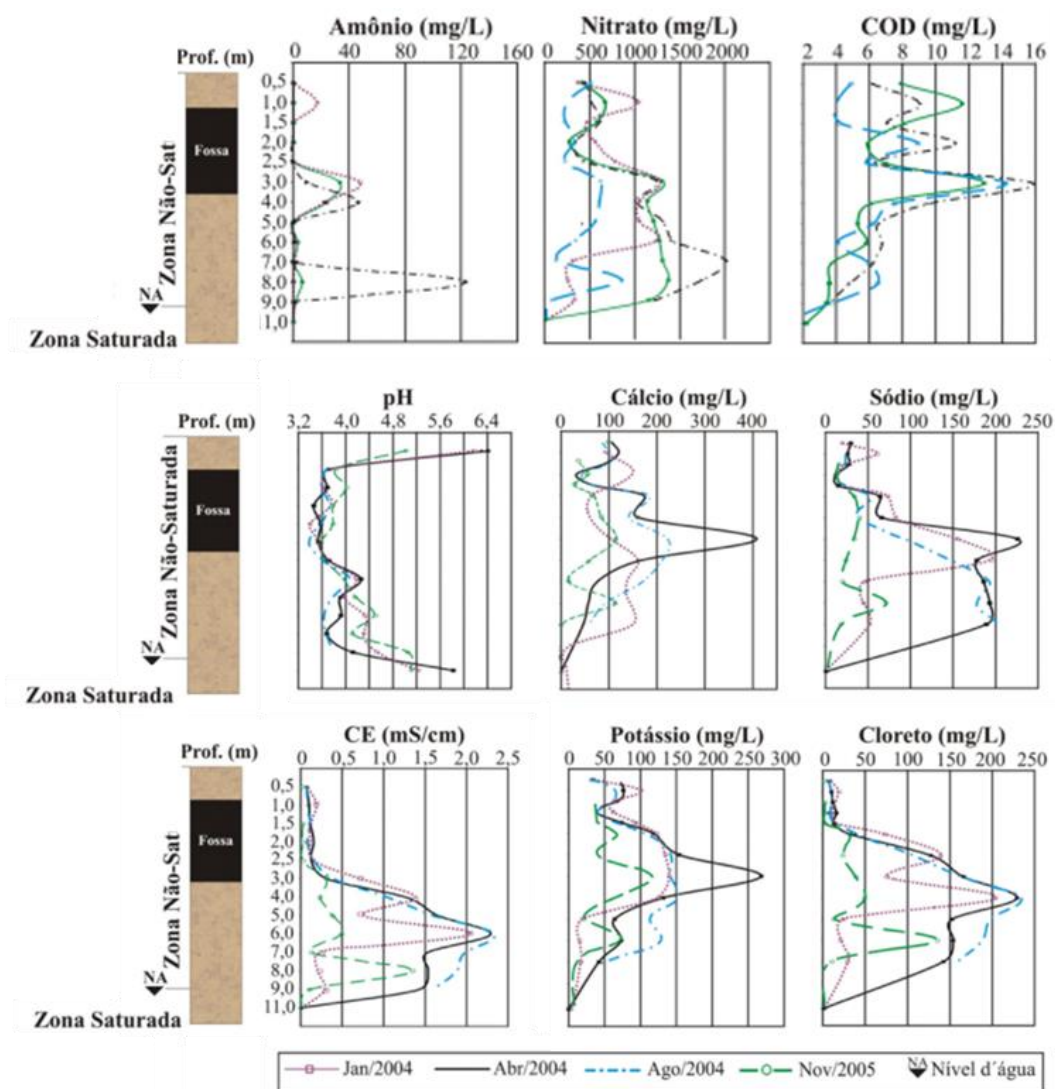 Amônio (mg/L)
Nitrato (mg/L)
COD (mg/L)
Prof. (m)
0 40 80 120 160
0 500 1000 1500 2000
2 4 6 8 10 12 14 16
0,5
1,0
1,5
2,0
2,5
3,0
4,0
5,0
6,0
7,0
8,0
9,0
11,0
Fossa
Zona Não-Sat
NA
Zona Saturada
pH
Cálcio (mg/L)
Sódio (mg/L)
Prof. (m)
3,2 4,0 4,8 5,6 6,4
0 100 200 300 400
0 50 100 150 200 250
Fossa
Zona Não-Saturada
NA
Zona Saturada
CE (mS/cm)
Potássio (mg/L)
Cloreto (mg/L)
Prof. (m)
0 0,5 1,0 1,5 2,0 2,5
0 50 100 200 300
0 50 100 150 200 250
0,5
1,0
1,5
2,0
2,5
3,0
4,0
5,0
6,0
7,0
8,0
9,0
11,0
Fossa
Zona Não-Sat
NA
Zona Saturada
Jan/2004 Abr/2004 Ago/2004 Nov/2005 NA Nível d´água